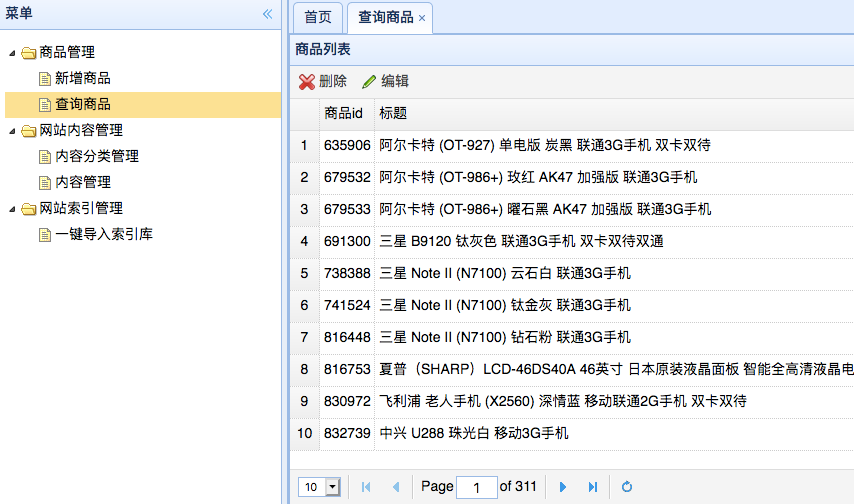 菜单
商品管理
新增商品
查询商品
网站内容管理
内容分类管理
内容管理
网站索引管理
一键导入索引库
首页 查询商品
商品列表
删除 编辑
商品id 标题
1 635906 阿尔卡特 (OT-927) 单电版 炭黑 联通3G手机 双卡双待
2 679532 阿尔卡特 (OT-986+) 玫红 AK47 加强版 联通3G手机
3 679533 阿尔卡特 (OT-986+) 曜石黑 AK47 加强版 联通3G手机
4 691300 三星 B9120 钛灰色 联通3G手机 双卡双待双通
5 738388 三星 Note II (N7100) 云石白 联通3G手机
6 741524 三星 Note II (N7100) 钛金灰 联通3G手机
7 816448 三星 Note II (N7100) 钻石粉 联通3G手机
8 816753 夏普（SHARP）LCD-46DS40A 46英寸 日本原装液晶面板 智能全高清液晶电
9 830972 飞利浦 老人手机 (X2560) 深情蓝 移动联通2G手机 双卡双待
10 832739 中兴 U288 珠光白 移动3G手机
10 Page 1 of 311